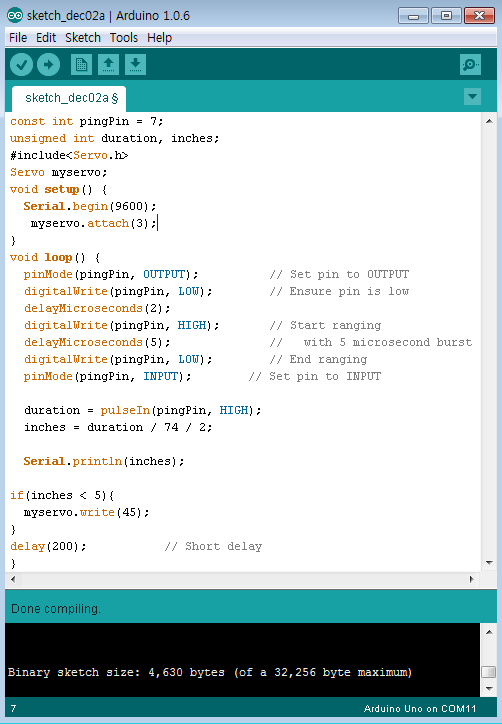 sketch_dec02a | Arduino 1.0.6
File Edit Sketch Tools Help
sketch_dec02a §
const int pingPin = 7;
unsigned int duration, inches;
#include<Servo.h>
Servo myservo;
void setup() {
  Serial.begin(9600);
   myservo.attach(3);
}
void loop() {
  pinMode(pingPin, OUTPUT);          // Set pin to OUTPUT
  digitalWrite(pingPin, LOW);        // Ensure pin is low
  delayMicroseconds(2);
  digitalWrite(pingPin, HIGH);       // Start ranging
  delayMicroseconds(5);              //   with 5 microsecond burst
  digitalWrite(pingPin, LOW);        // End ranging
  pinMode(pingPin, INPUT);        // Set pin to INPUT
  duration = pulseIn(pingPin, HIGH);
  inches = duration / 74 / 2;
  Serial.println(inches);
if(inches < 5){
  myservo.write(45);
}
delay(200);           // Short delay
}
Done compiling.
Binary sketch size: 4,630 bytes (of a 32,256 byte maximum)
7 Arduino Uno on COM11